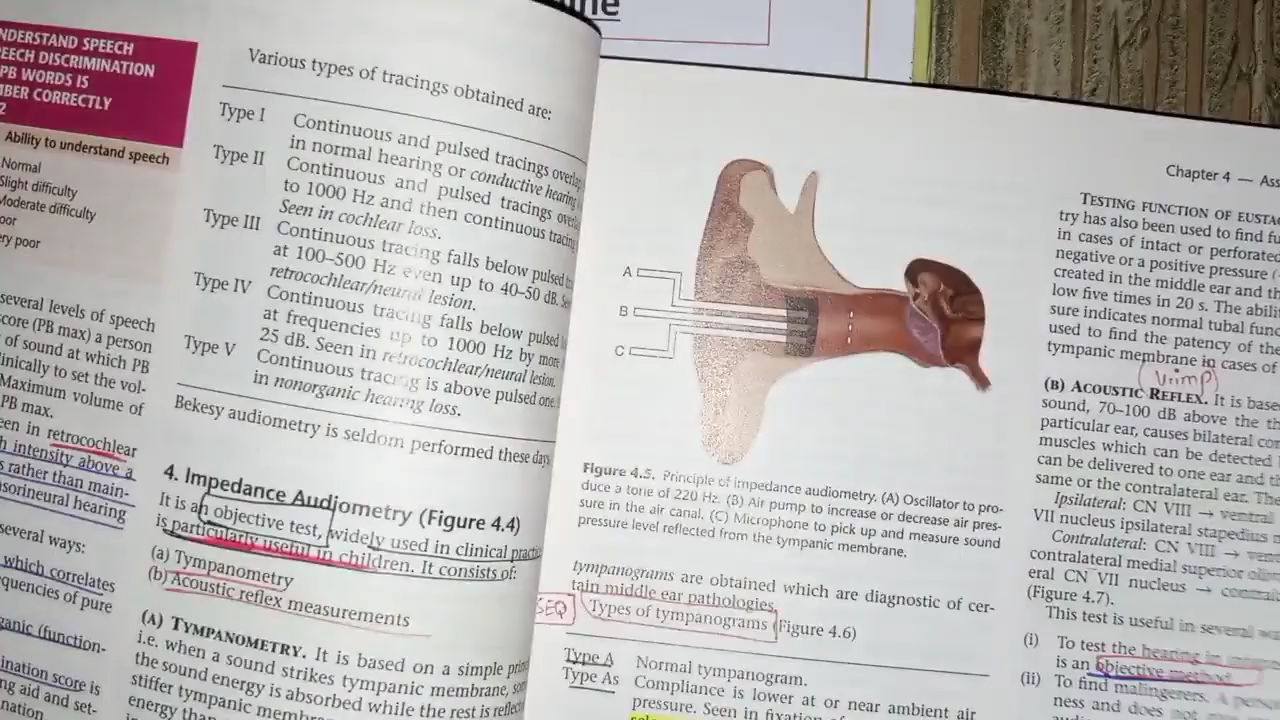 NDERSTAND SPEECH
EECH DISCRIMINATION
PB WORDS IS
BER CORRECTLY
2
Ability to understand speech
Normal
Slight difficulty
Moderate difficulty
oor
ery poor
several levels of speech
score (PB max) a person
of sound at which PB
linically to set the vol-
Maximum volume of
PB max.
een in retrocochlear
h intensity above a
s rather than main-
nsorineural hearing
several ways:
which correlates
quencies of pure
ganic (function-
ination score is
ng aid and set-
nation
Various types of tracings obtained are:
Type I Continuous and pulsed tracings overlap
in normal hearing or conductive hearing
Type II Continuous and pulsed tracings
to 1000 Hz and then continuous tracing
Seen in cochlear loss.
Type III Continuous tracing falls below pulsed
at 100–500 Hz even up to 40–50 dB.
retrocochlear/neural lesion.
Type IV Continuous tracing falls below pulsed
at frequencies up to 1000 Hz by more
25 dB. Seen in retrocochlear/neural lesion.
Type V Continuous tracing is above pulsed one.
in nonorganic hearing loss.
Bekesy audiometry is seldom performed these days
4. Impedance Audiometry (Figure 4.4)
It is an objective test, widely used in clinical
is particularly useful in children. It consists of:
(a) Tympanometry
(b) Acoustic reflex measurements
(A) TYMPANOMETRY. It is based on a simple
i.e. when a sound strikes tympanic membrane,
the sound energy is absorbed while the rest is
stiffer tympanic
energy
ine
A
B
C
Figure 4.5. Principle of impedance audiometry. (A) Oscillator to pro-
duce a tone of 220 Hz. (B) Air pump to increase or decrease air pres-
sure in the air canal. (C) Microphone to pick up and measure sound
pressure level reflected from the tympanic membrane.
tympanograms are obtained which are diagnostic of cer-
tain middle ear pathologies.
SEQ Types of tympanograms (Figure 4.6)
Type A Normal tympanogram.
Type As Compliance is lower at or near ambient air
pressure. Seen in fixation of
Chapter 4 — Ass
TESTING FUNCTION OF EUSTA
try has also been used to find fu
in cases of intact or perforated
negative or a positive pressure
created in the middle ear and th
low five times in 20 s. The abili
sure indicates normal tubal func
used to find the patency of the
tympanic membrane in cases of
V.imp
(B) ACOUSTIC REFLEX. It is base
sound, 70–100 dB above the th
particular ear, causes bilateral con
muscles which can be detected
can be delivered to one ear and th
same or the contralateral ear. The
Ipsilateral: CN VIII → ventral
VII nucleus ipsilateral stapedius
Contralateral: CN VIII → ven
contralateral medial superior
eral CN VII nucleus →
(Figure 4.7).
This test is useful in several
(i) To test the hearing in
is an objective method.
(ii) To find malingerers. A
ness and does not